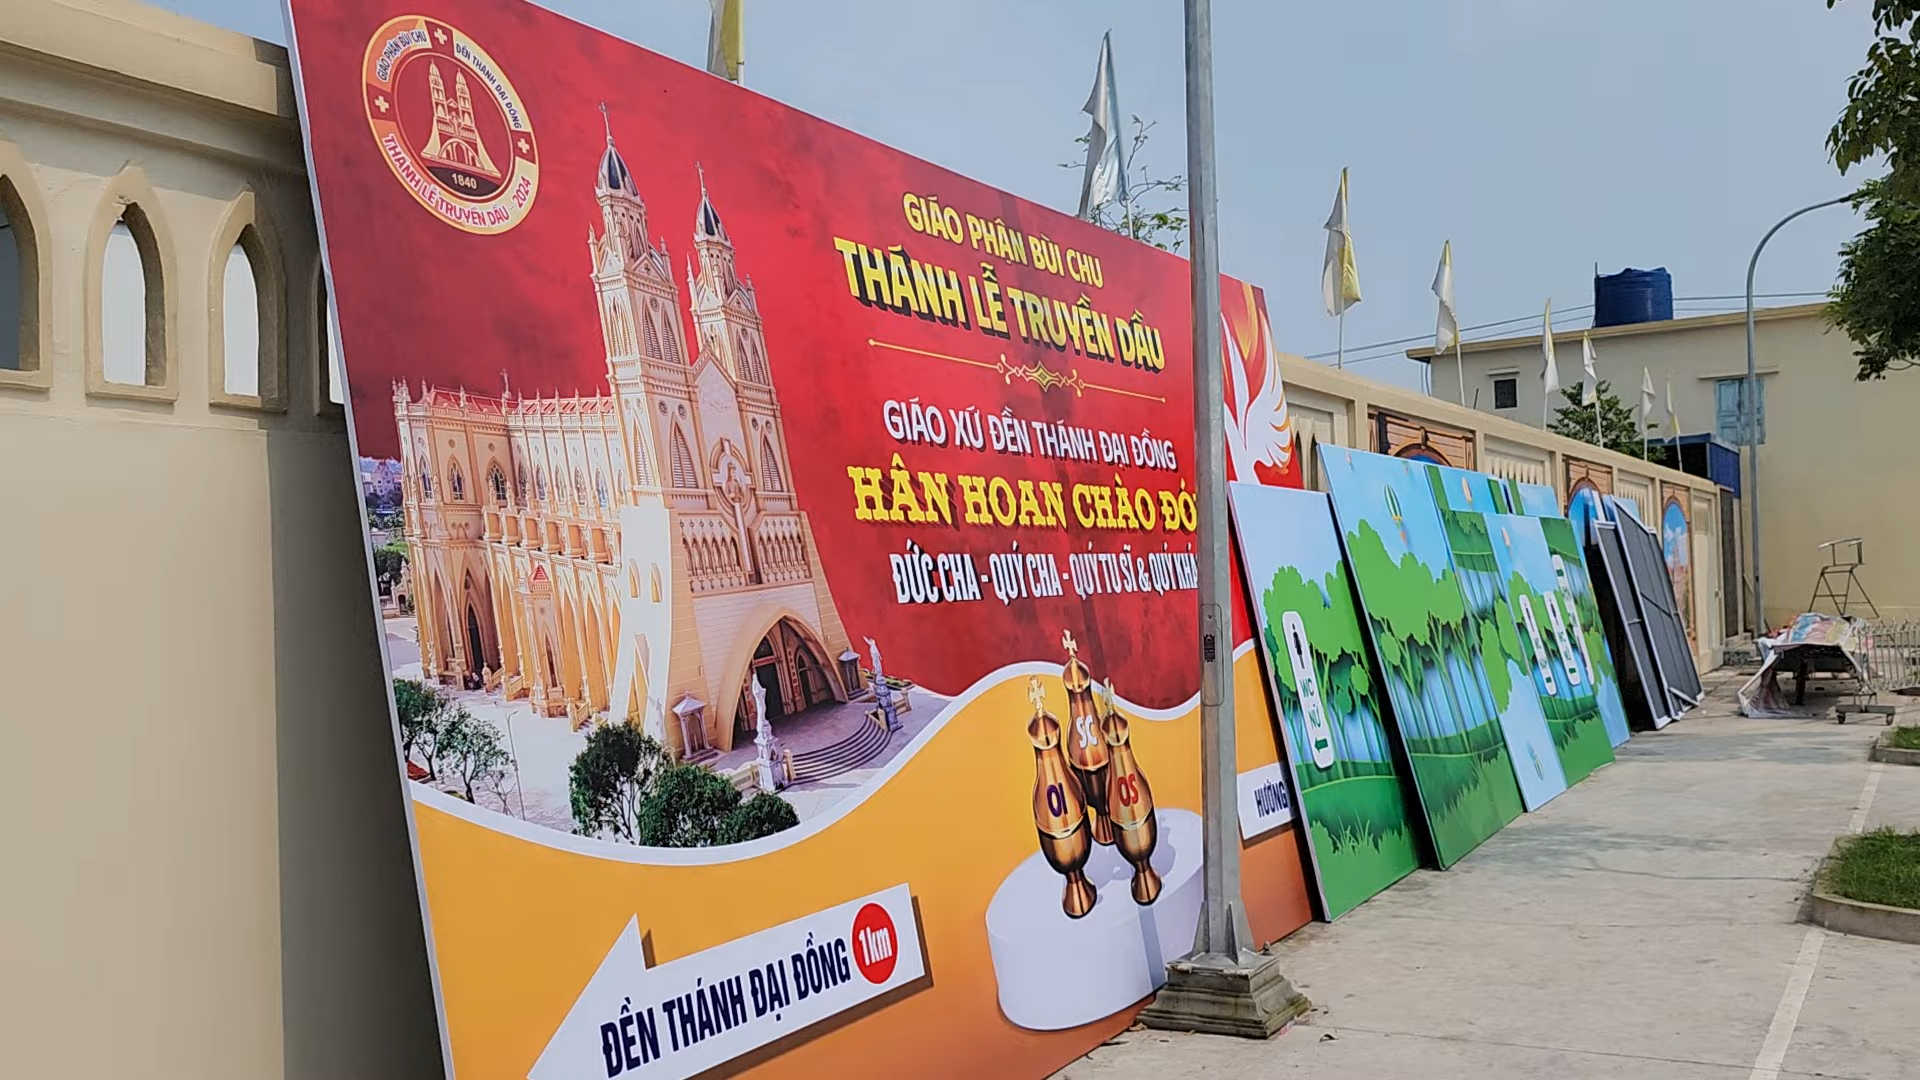 GIÁO PHẬN BÙI CHU
ĐỀN THÁNH ĐẠI ĐỒNG
1840
THÁNH LỄ TRUYỀN DẦU - 2024
GIÁO PHẬN BÙI CHU
THÁNH LỄ TRUYỀN DẦU
GIÁO XỨ ĐỀN THÁNH ĐẠI ĐỒNG
HÂN HOAN CHÀO ĐÓ
ĐỨC CHA - QUÝ CHA - QUÝ TU SĨ & QUÝ KHÁ
OI
SC
OS
ĐỀN THÁNH ĐẠI ĐỒNG 1km
HƯỚNG
WC
NỮ